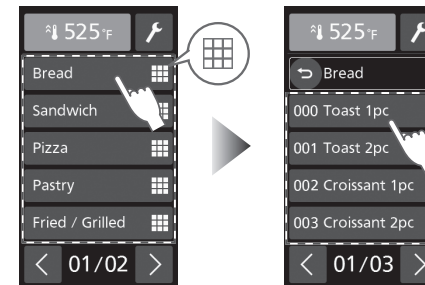 525°F
Bread
Sandwich
Pizza
Pastry
Fried / Grilled
01/02
525°F
Bread
000 Toast 1pc
001 Toast 2pc
002 Croissant 1pc
003 Croissant 2pc
01/03